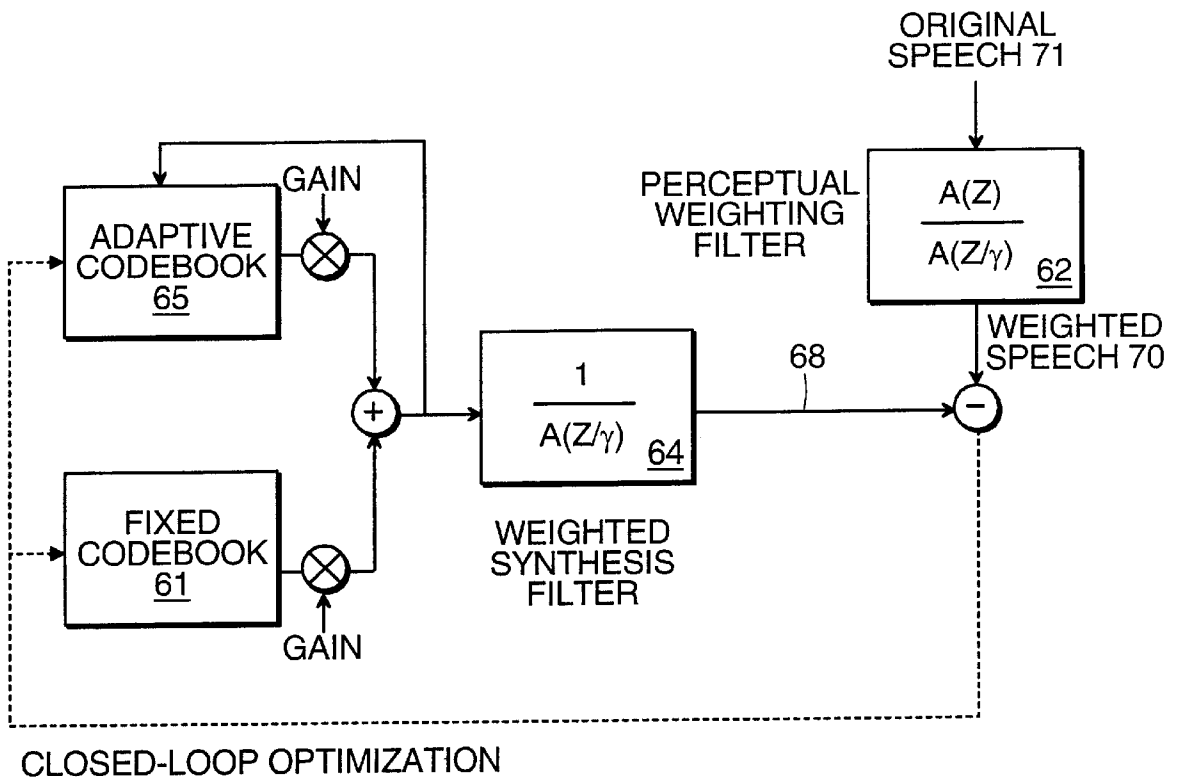 ORIGINAL
SPEECH 71
GAIN
ADAPTIVE
CODEBOOK
65
PERCEPTUAL
WEIGHTING
FILTER
A(Z)
A(Z/γ)
62
WEIGHTED
SPEECH 70
68
+
−
1
A(Z/γ)
64
WEIGHTED
SYNTHESIS
FILTER
FIXED
CODEBOOK
61
GAIN
CLOSED-LOOP OPTIMIZATION